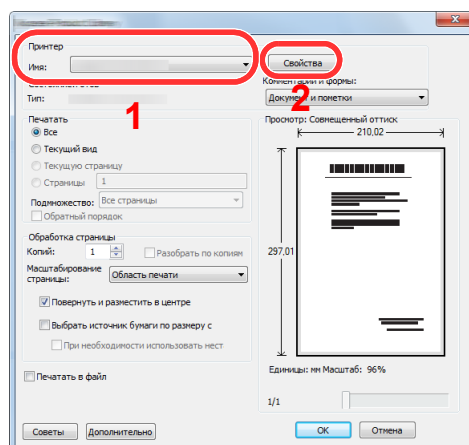 Принтер
Имя:
Свойства
Комментарии и формы:
Тип:
Документ и пометки
1
2
Печатать
Просмотр: Совмещенный оттиск
Все
210,02
Текущий вид
Текущую страницу
Страницы
1
Подмножество:
Все страницы
Обратный порядок
Обработка страницы
Копий:
1
Разобрать по копиям
297,01
Масштабирование страницы:
Область печати
Повернуть и разместить в центре
Выбрать источник бумаги по размеру с
При необходимости использовать нест
Единицы: мм Масштаб: 96%
Печатать в файл
1/1
Советы
Дополнительно
OK
Отмена